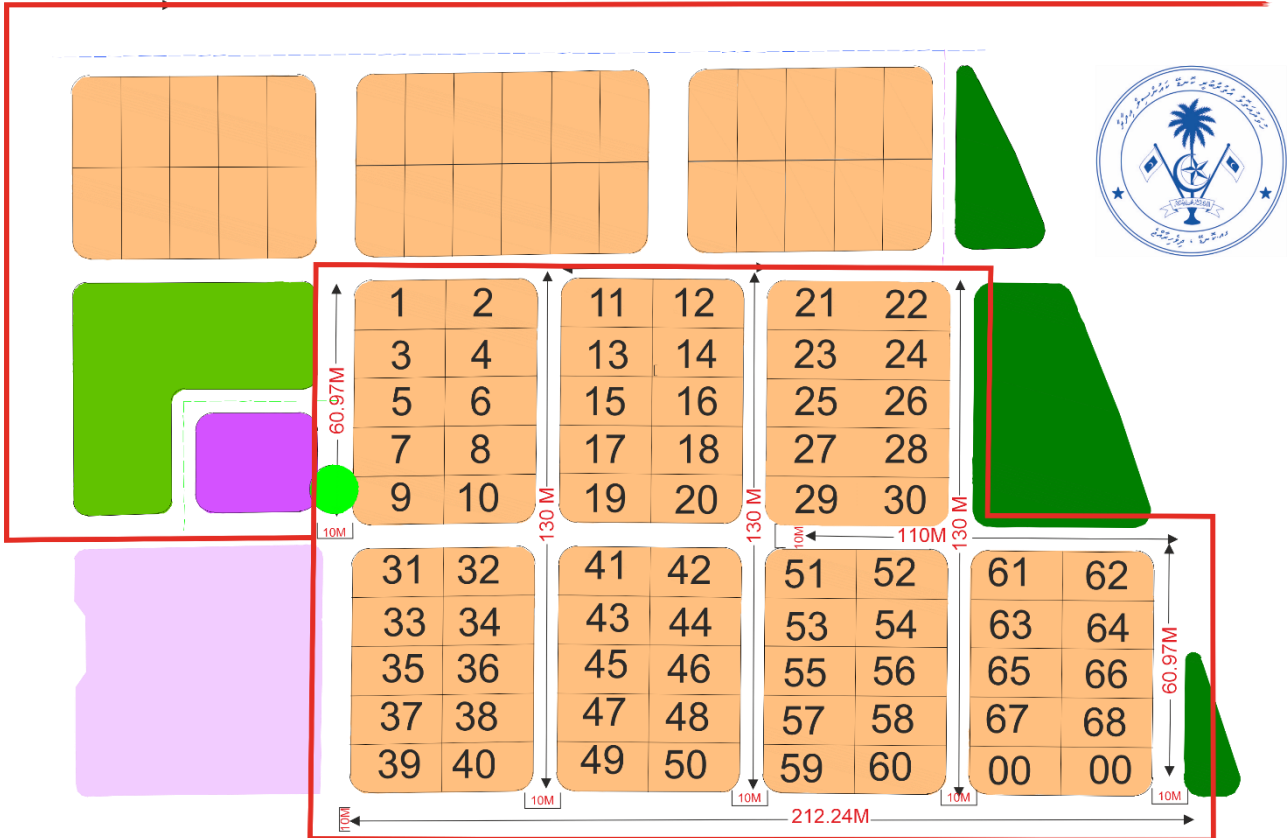 1 2 11 12 21 22
3 4 13 14 23 24
60.97M
5 6 15 16 25 26
7 8 17 18 27 28
9 10 19 20 29 30
130 M
130 M
130 M
10M
10M
110M
31 32 41 42 51 52 61 62
33 34 43 44 53 54 63 64
35 36 45 46 55 56 65 66
60.97M
37 38 47 48 57 58 67 68
39 40 49 50 59 60 00 00
10M
10M
10M
10M
10M
212.24M